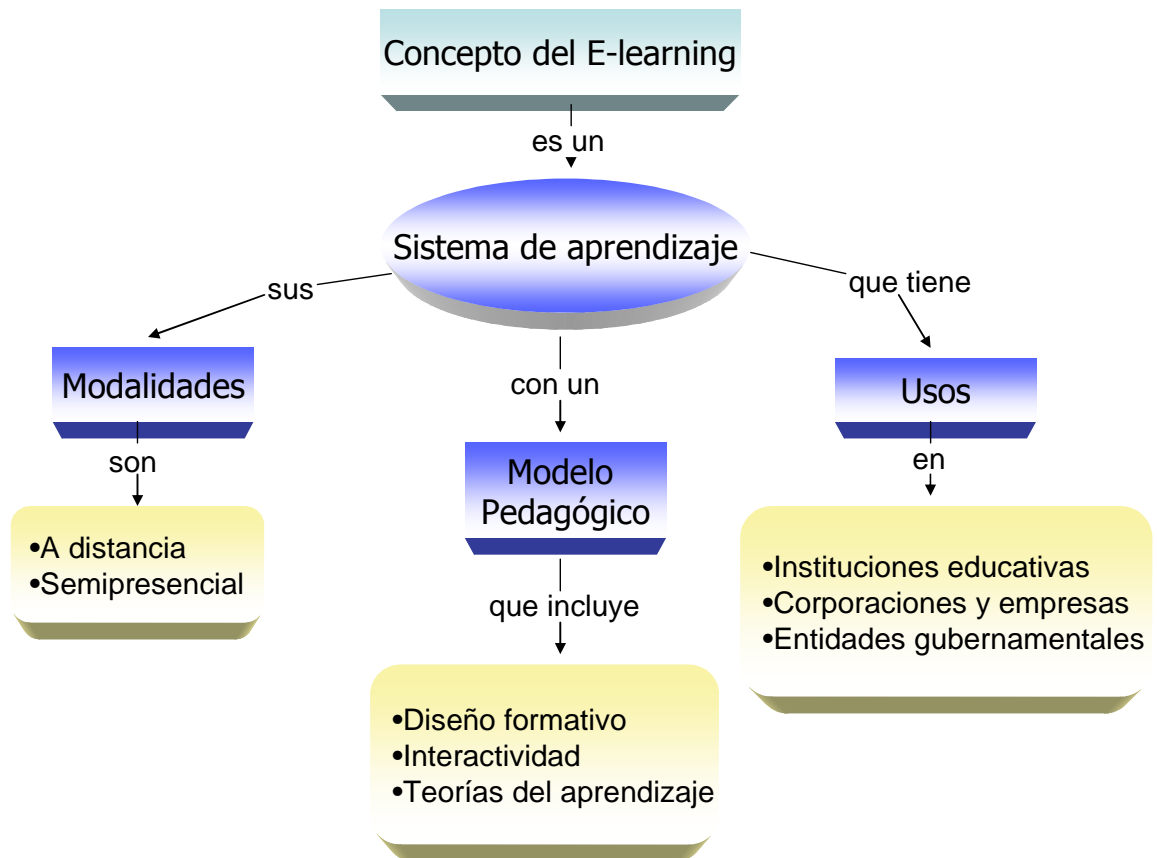 Concepto del E-learning
es un
Sistema de aprendizaje
sus
Modalidades
son
•A distancia
•Semipresencial
con un
Modelo
Pedagógico
que incluye
•Diseño formativo
•Interactividad
•Teorías del aprendizaje
que tiene
Usos
en
•Instituciones educativas
•Corporaciones y empresas
•Entidades gubernamentales